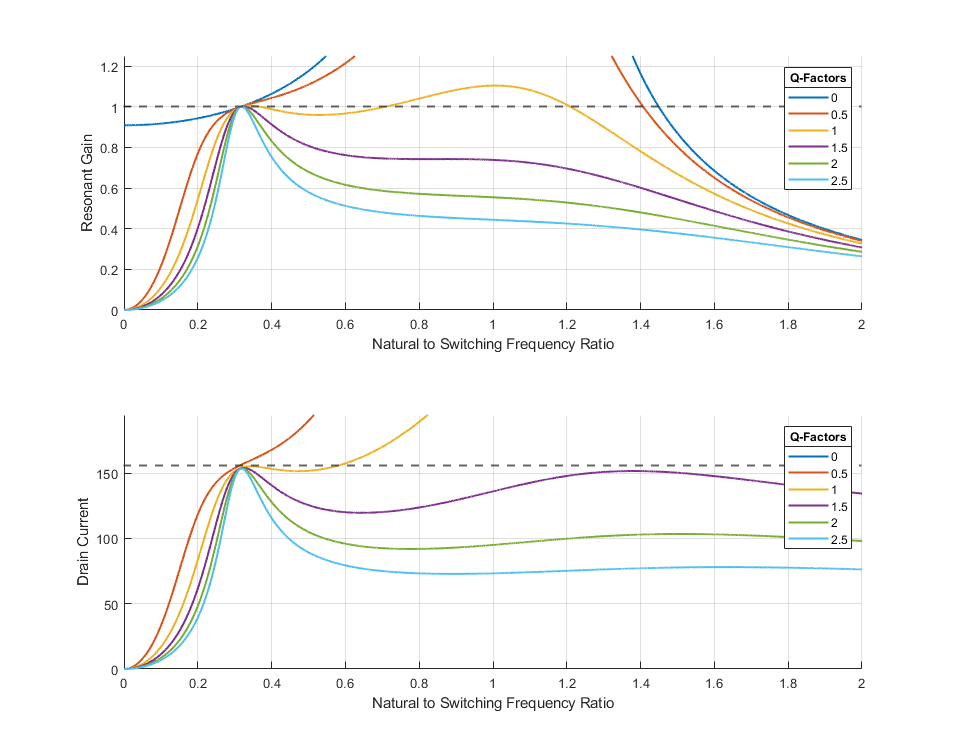 1.2
1
0.8
0.6
0.4
0.2
0
Resonant Gain
Q-Factors
0
0.5
1
1.5
2
2.5
0 0.2 0.4 0.6 0.8 1 1.2 1.4 1.6 1.8 2
Natural to Switching Frequency Ratio
150
100
50
0
Drain Current
Q-Factors
0
0.5
1
1.5
2
2.5
0 0.2 0.4 0.6 0.8 1 1.2 1.4 1.6 1.8 2
Natural to Switching Frequency Ratio